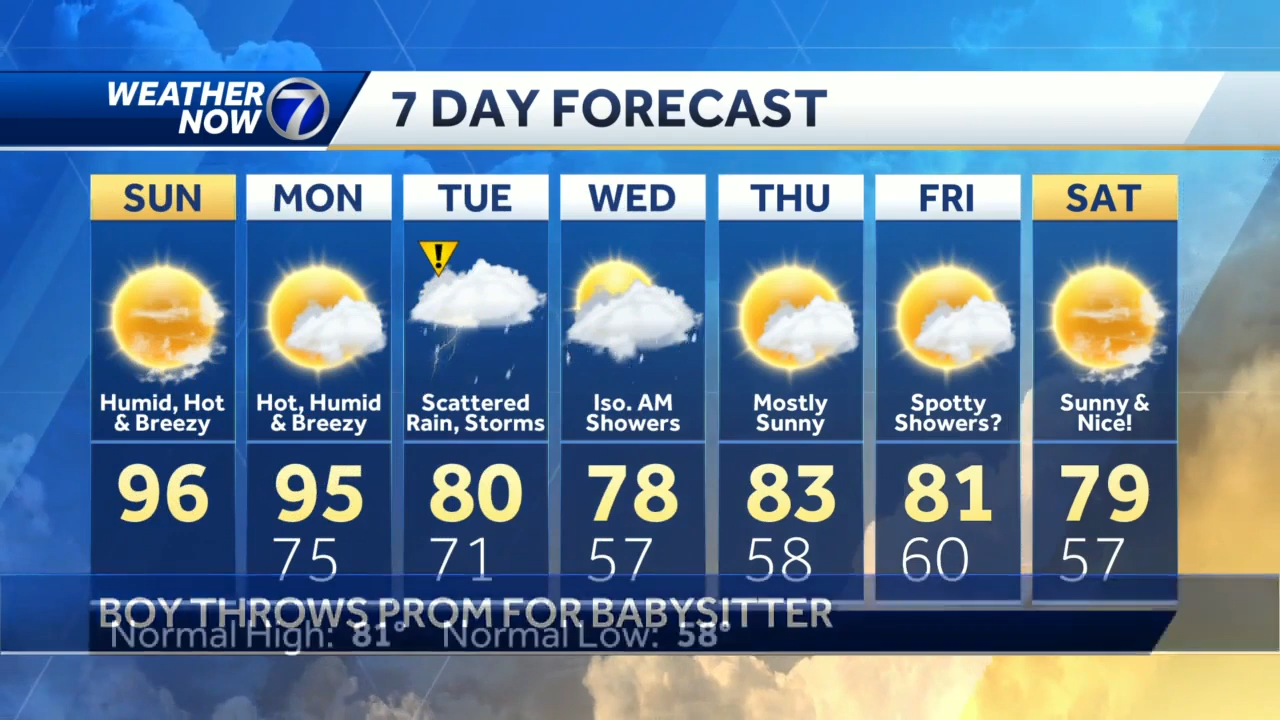 WEATHER
NOW 7
7 DAY FORECAST
SUN MON TUE WED THU FRI SAT
!
Humid, Hot
& Breezy
Hot, Humid
& Breezy
Scattered
Rain, Storms
Iso. AM
Showers
Mostly
Sunny
Spotty
Showers?
Sunny &
Nice!
96 95 80 78 83 81 79
75 71 57 58 60 57
BOY THROWS PROM FOR BABYSITTER
Normal High: 81° Normal Low: 58°